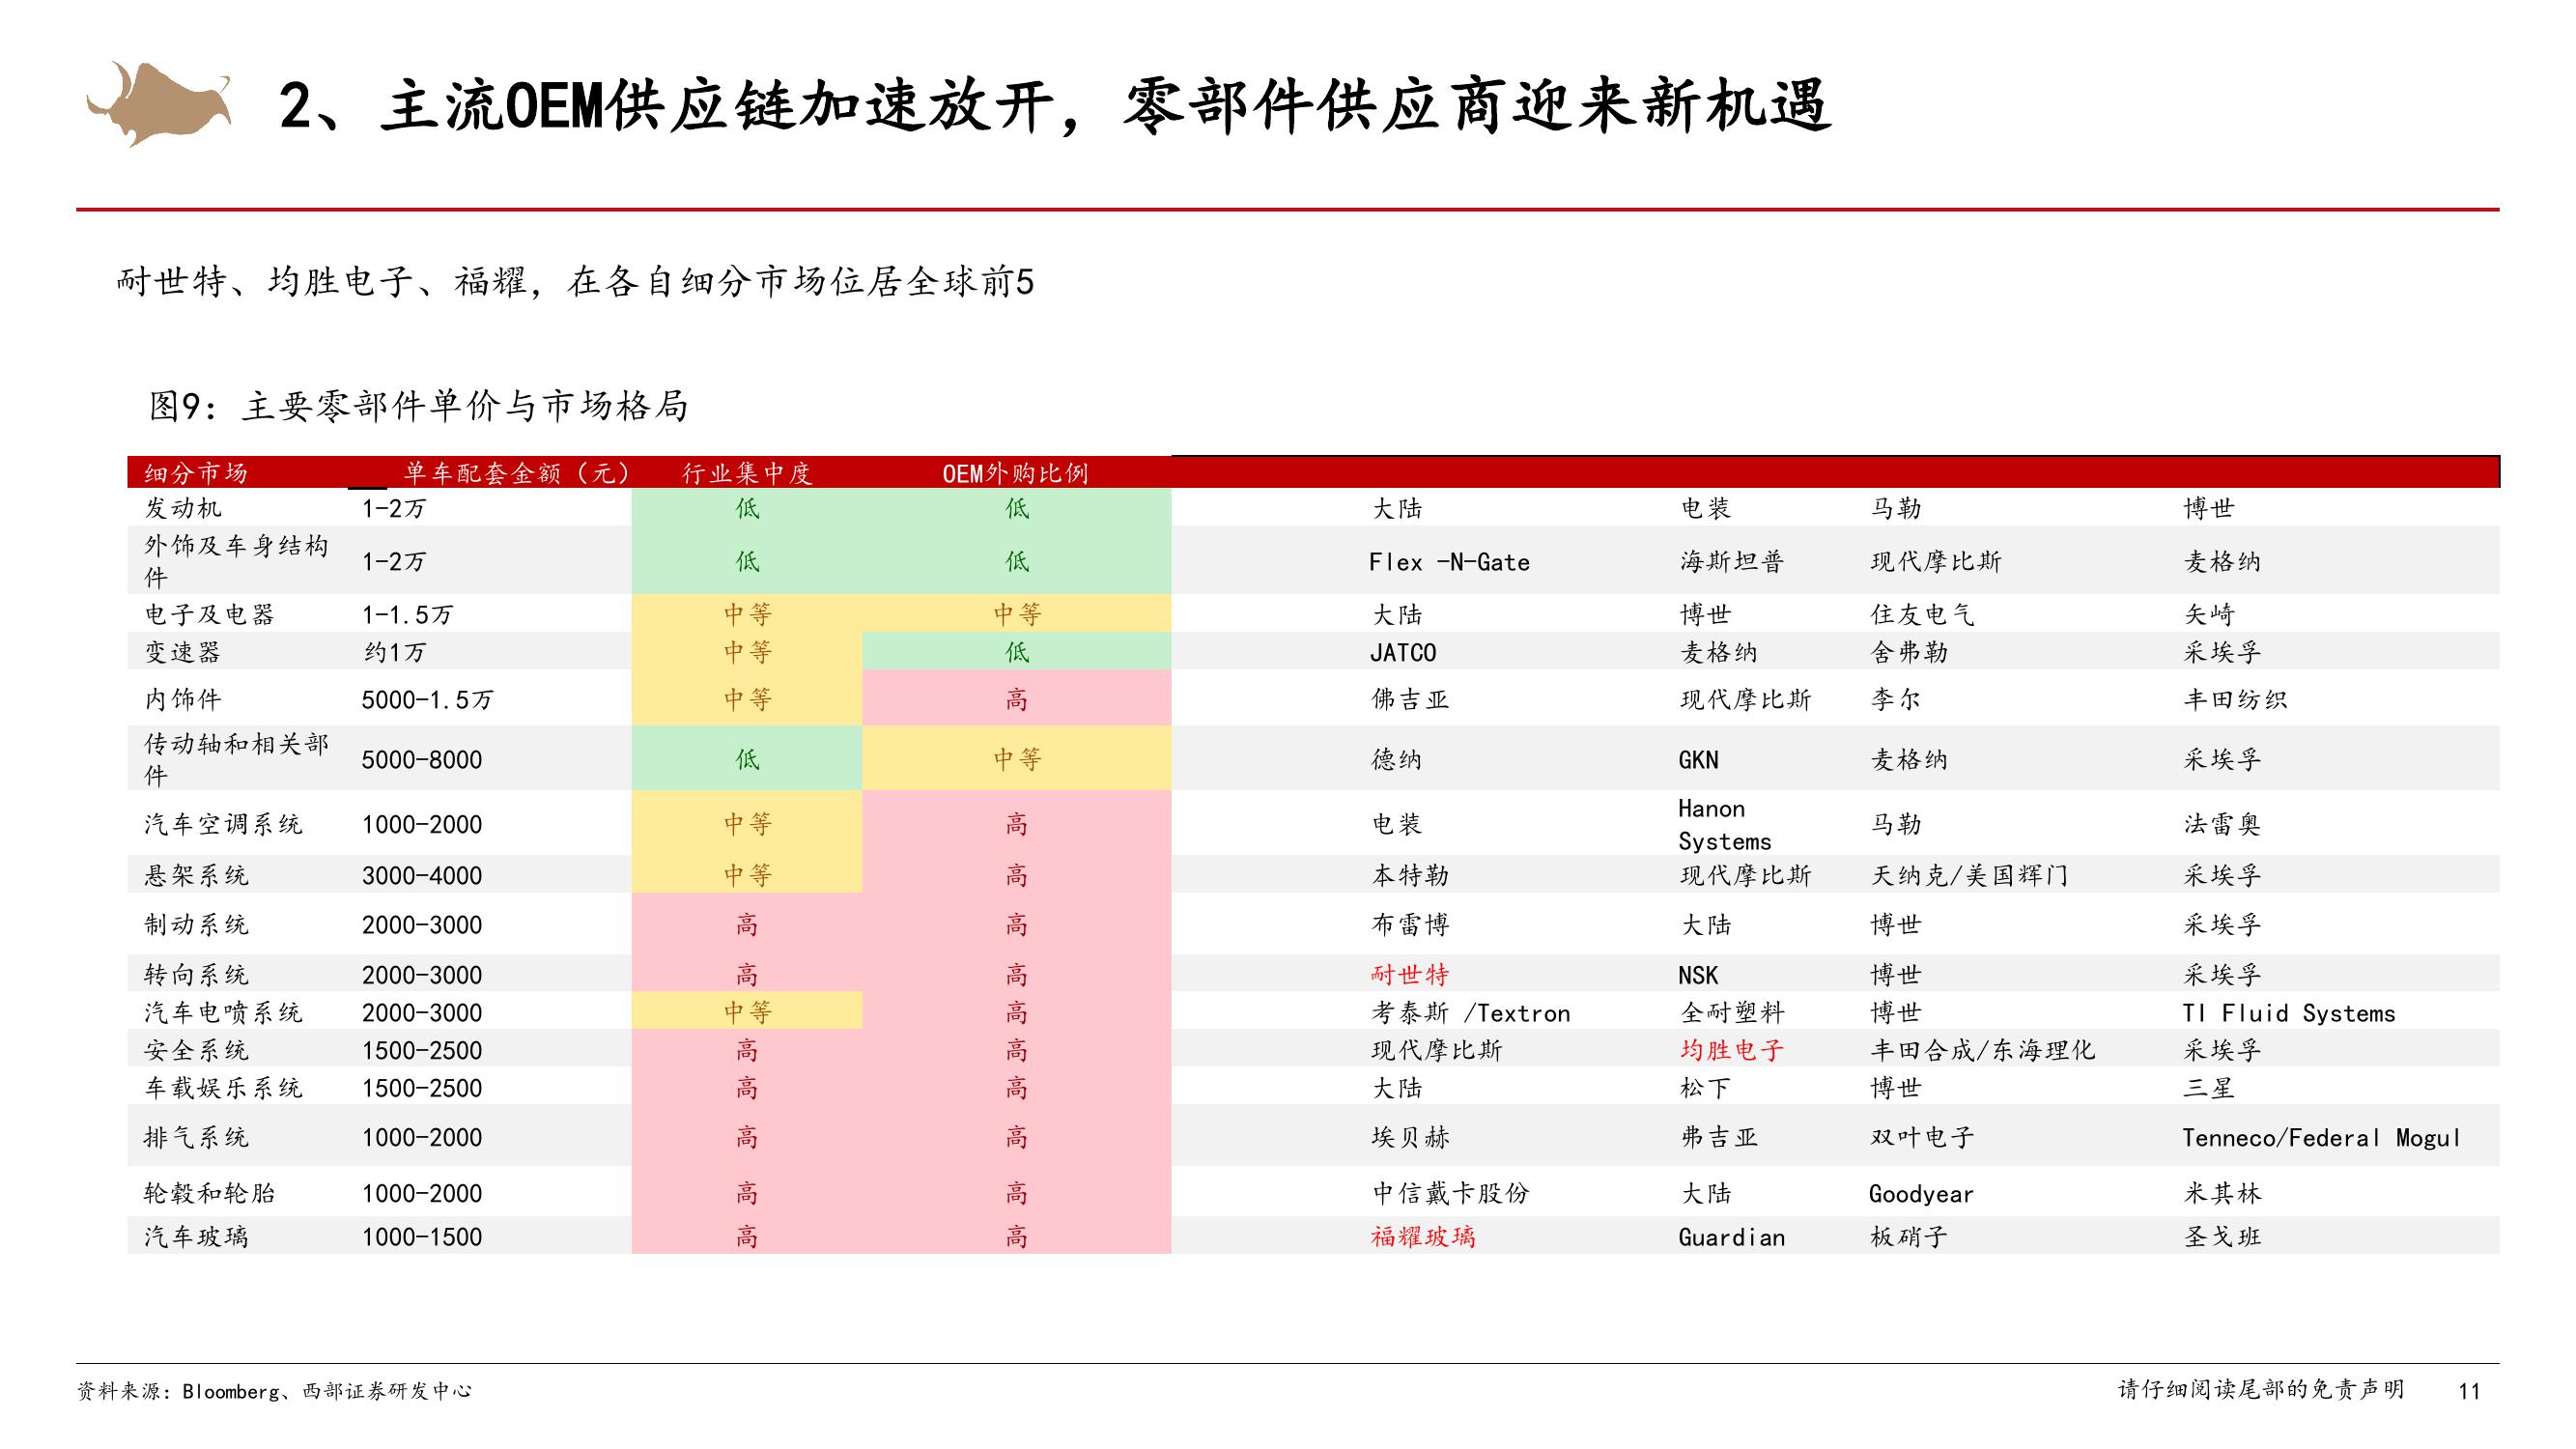 2、主流OEM供应链加速放开，零部件供应商迎来新机遇
耐世特、均胜电子、福耀，在各自细分市场位居全球前5
图9：主要零部件单价与市场格局
细分市场 单车配套金额（元） 行业集中度 OEM外购比例
发动机 1-2万 低 低 大陆 电装 马勒 博世
外饰及车身结构件 1-2万 低 低 Flex -N-Gate 海斯坦普 现代摩比斯 麦格纳
电子及电器 1-1.5万 中等 中等 大陆 博世 住友电气 矢崎
变速器 约1万 中等 低 JATCO 麦格纳 舍弗勒 采埃孚
内饰件 5000-1.5万 中等 高 佛吉亚 现代摩比斯 李尔 丰田纺织
传动轴和相关部件 5000-8000 低 中等 德纳 GKN 麦格纳 采埃孚
汽车空调系统 1000-2000 中等 高 电装 Hanon Systems 马勒 法雷奥
悬架系统 3000-4000 中等 高 本特勒 现代摩比斯 天纳克/美国辉门 采埃孚
制动系统 2000-3000 高 高 布雷博 大陆 博世 采埃孚
转向系统 2000-3000 高 高 耐世特 NSK 博世 采埃孚
汽车电喷系统 2000-3000 中等 高 考泰斯 /Textron 全耐塑料 博世 TI Fluid Systems
安全系统 1500-2500 高 高 现代摩比斯 均胜电子 丰田合成/东海理化 采埃孚
车载娱乐系统 1500-2500 高 高 大陆 松下 博世 三星
排气系统 1000-2000 高 高 埃贝赫 弗吉亚 双叶电子 Tenneco/Federal Mogul
轮毂和轮胎 1000-2000 高 高 中信戴卡股份 大陆 Goodyear 米其林
汽车玻璃 1000-1500 高 高 福耀玻璃 Guardian 板硝子 圣戈班
资料来源：Bloomberg、西部证券研发中心
请仔细阅读尾部的免责声明 11